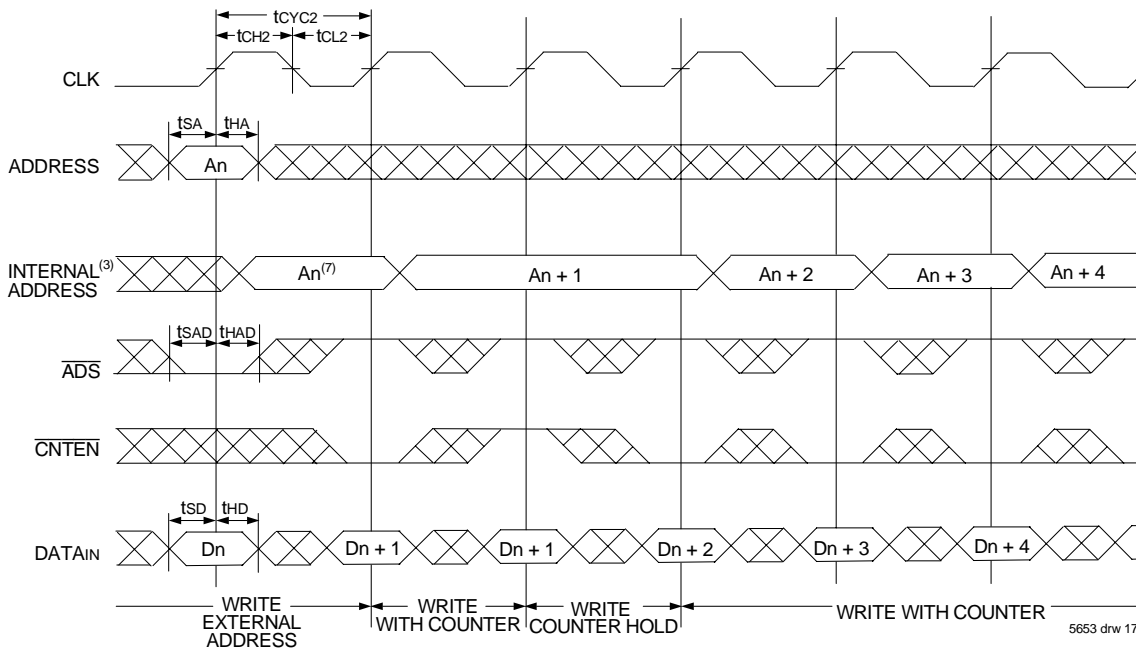 tCYC2
tCH2 tCL2
CLK
tSA tHA
ADDRESS An
INTERNAL(3)
ADDRESS
An(7) An + 1 An + 2 An + 3 An + 4
tSAD tHAD
ADS
CNTEN
tSD tHD
DATAIN Dn Dn + 1 Dn + 1 Dn + 2 Dn + 3 Dn + 4
WRITE
EXTERNAL
ADDRESS
WRITE
WITH COUNTER
WRITE
COUNTER HOLD
WRITE WITH COUNTER
5653 drw 17